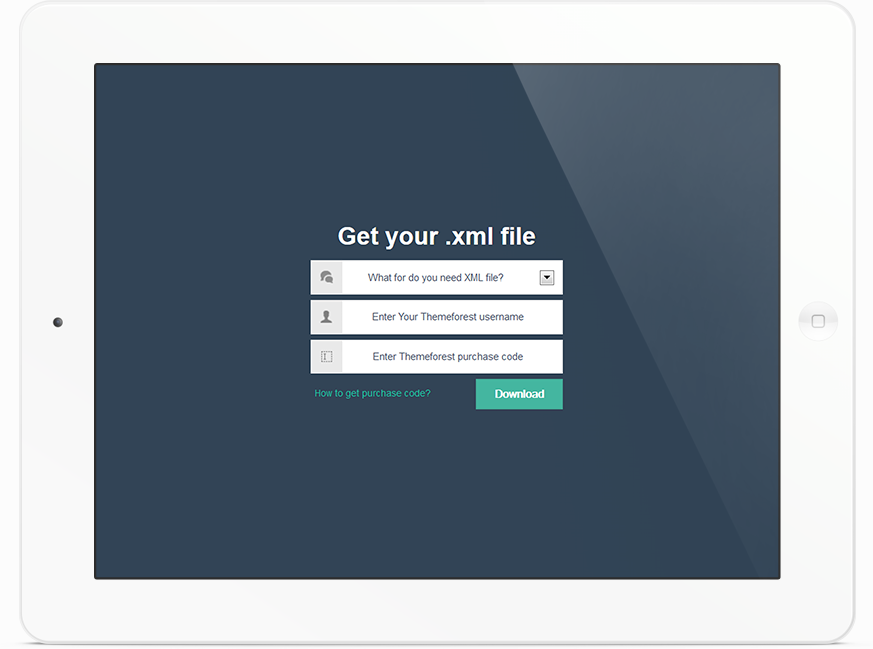 Get your .xml file
What for do you need XML file?
Enter Your Themeforest username
Enter Themeforest purchase code
How to get purchase code?
Download